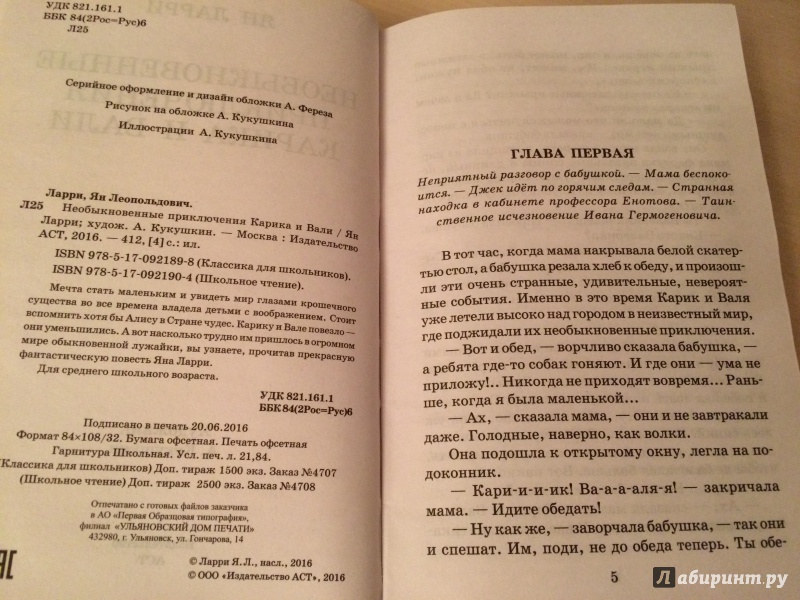 УДК 821.161.1
ББК 84(2Рос=Рус)6
Л25
Серийное оформление и дизайн обложки А. Фереза
Рисунок на обложке А. Кукушкина
Иллюстрации А. Кукушкина
Ларри, Ян Леопольдович.
Л25 Необыкновенные приключения Карика и Вали / Ян
Ларри; худож. А. Кукушкин. — Москва : Издательство
АСТ, 2016. — 412, [4] с.: ил.
ISBN 978-5-17-092189-8 (Классика для школьников).
ISBN 978-5-17-092190-4 (Школьное чтение).
Мечта стать маленьким и увидеть мир глазами крошечного
существа во все времена владела детьми с воображением. Стоит
вспомнить хотя бы Алису в Стране чудес. Карику и Вале повезло —
они уменьшились. А вот насколько трудно им пришлось в огромном
мире обыкновенной лужайки, вы узнаете, прочитав прекрасную
фантастическую повесть Яна Ларри.
Для среднего школьного возраста.
УДК 821.161.1
ББК 84(2Рос=Рус)6
Подписано в печать 20.06.2016
Формат 84×108/32. Бумага офсетная. Печать офсетная
Гарнитура Школьная. Усл. печ. л. 21,84.
(Классика для школьников) Доп. тираж 1500 экз. Заказ №4707
(Школьное чтение) Доп. тираж 2500 экз. Заказ №4708
Отпечатано с готовых файлов заказчика
в АО «Первая Образцовая типография»,
филиал «УЛЬЯНОВСКИЙ ДОМ ПЕЧАТИ»
432980, г. Ульяновск, ул. Гончарова, 14
© Ларри Я.Л., насл., 2016
© ООО «Издательство АСТ», 2016
ГЛАВА ПЕРВАЯ
Неприятный разговор с бабушкой. — Мама беспоко-
ится. — Джек идёт по горячим следам. — Странная
находка в кабинете профессора Енотова. — Таин-
ственное исчезновение Ивана Гермогеновича.
В тот час, когда мама накрывала белой скатер-
тью стол, а бабушка резала хлеб к обеду, и произош-
ли эти очень странные, удивительные, невероят-
ные события. Именно в это время Карик и Валя
уже летели высоко над городом в неизвестный мир,
где поджидали их необыкновенные приключения.
— Вот и обед, — ворчливо сказала бабушка, —
а ребята где-то собак гоняют. И где они — ума не
приложу!.. Никогда не приходят вовремя... Рань-
ше, когда я была маленькой...
— Ах, — сказала мама, — они и не завтракали
даже. Голодные, наверно, как волки.
Она подошла к открытому окну, легла на по-
доконник.
— Кари-и-и-ик! Ва-а-а-аля-я! — закричала
мама. — Идите обедать!
— Ну как же, — заворчала бабушка, — так они
и спешат. Им, поди, не до обеда теперь. Ты обе-
5
Лабиринт.ру